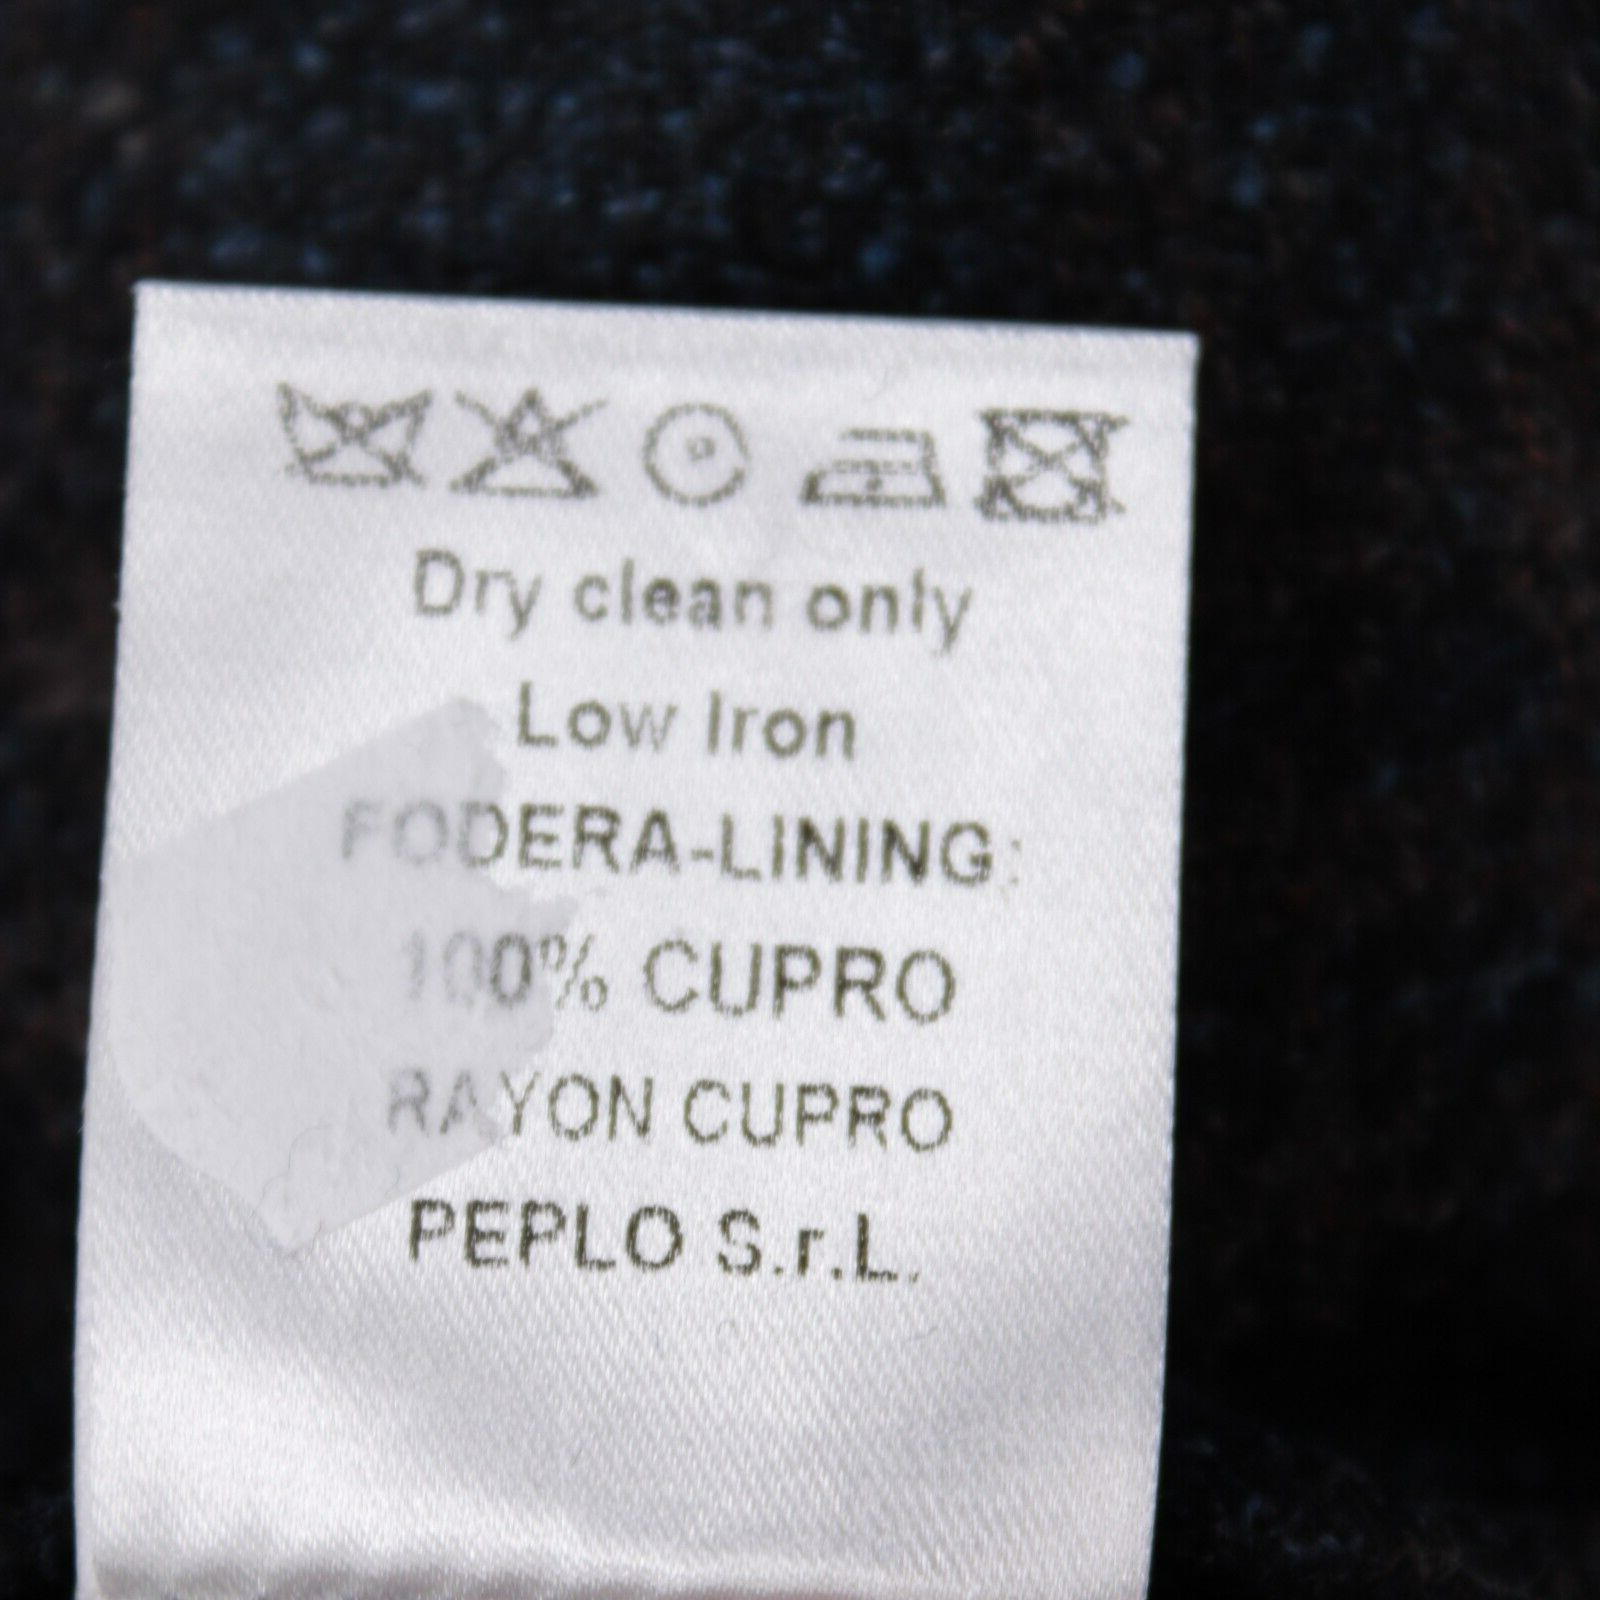 Dry clean only
Low Iron
FODERA-LINING:
100% CUPRO
RAYON CUPRO
PEPLO S.r.L.